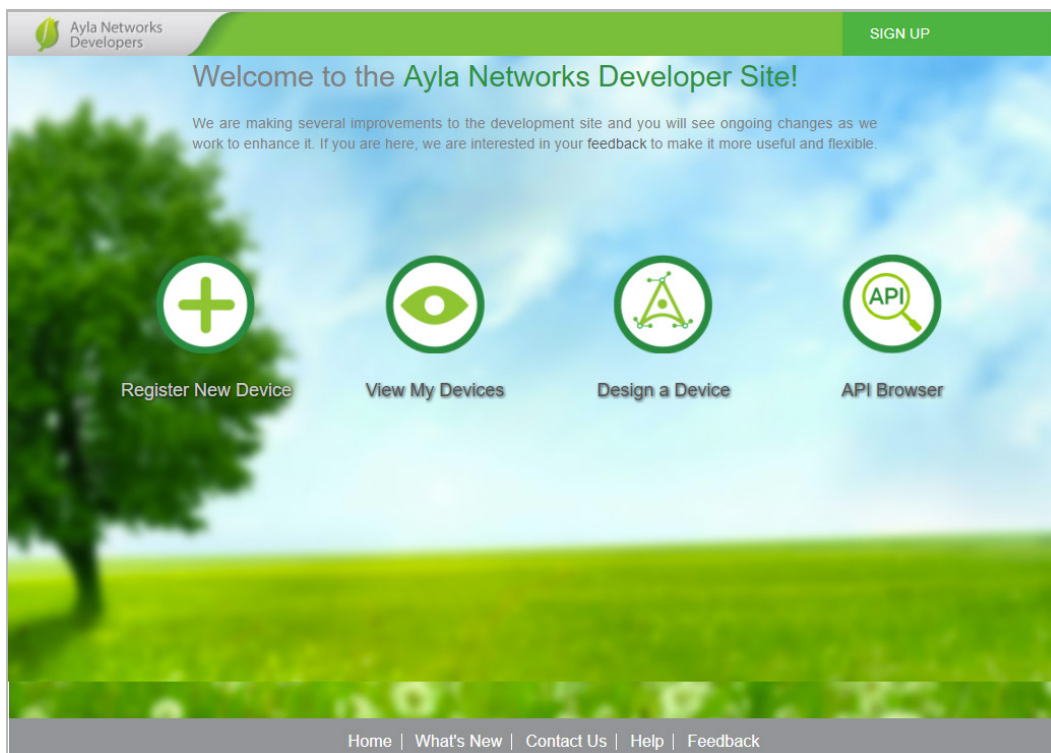 Ayla Networks
Developers
SIGN UP
Welcome to the Ayla Networks Developer Site!
We are making several improvements to the development site and you will see ongoing changes as we
work to enhance it. If you are here, we are interested in your feedback to make it more useful and flexible.
API
Register New Device
View My Devices
Design a Device
API Browser
Home | What's New | Contact Us | Help | Feedback